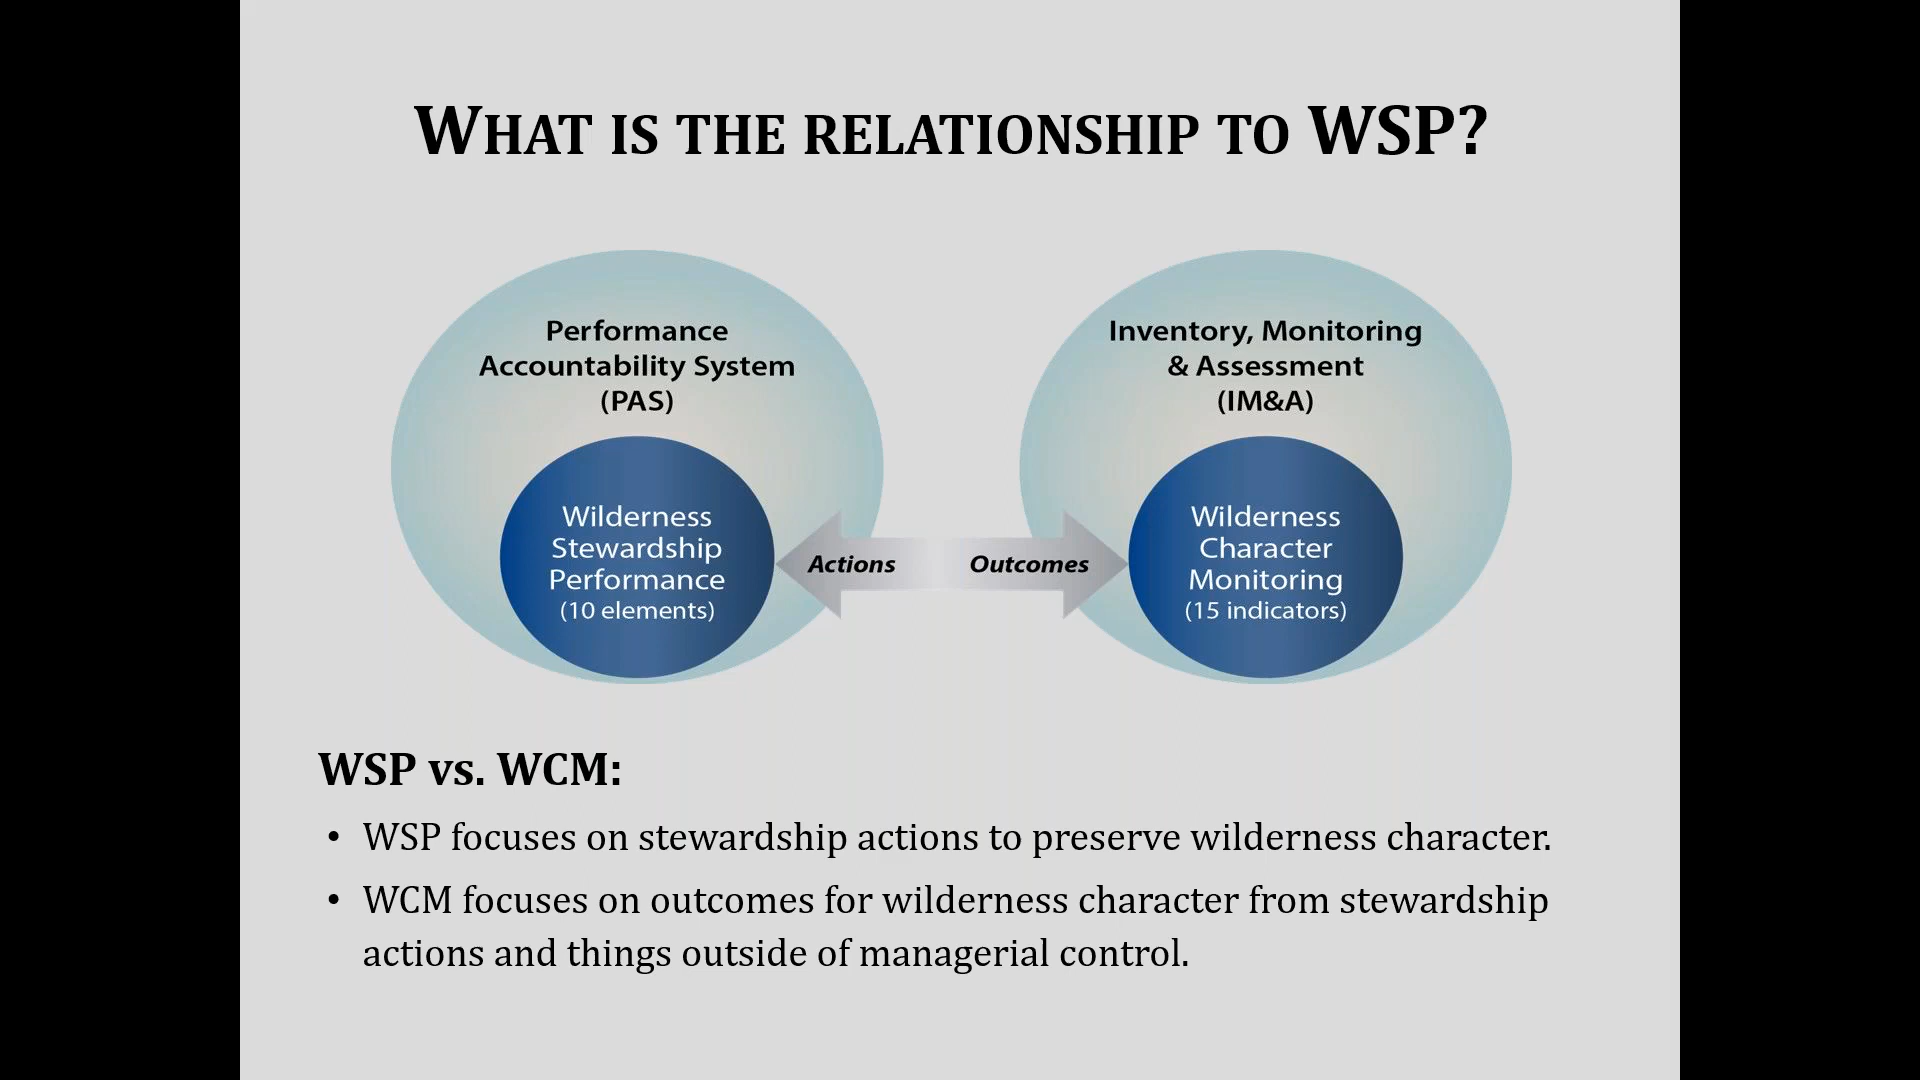 WHAT IS THE RELATIONSHIP TO WSP?
Performance
Accountability System
(PAS)
Wilderness
Stewardship
Performance
(10 elements)
Actions
Outcomes
Inventory, Monitoring
& Assessment
(IM&A)
Wilderness
Character
Monitoring
(15 indicators)
WSP vs. WCM:
• WSP focuses on stewardship actions to preserve wilderness character.
• WCM focuses on outcomes for wilderness character from stewardship
actions and things outside of managerial control.